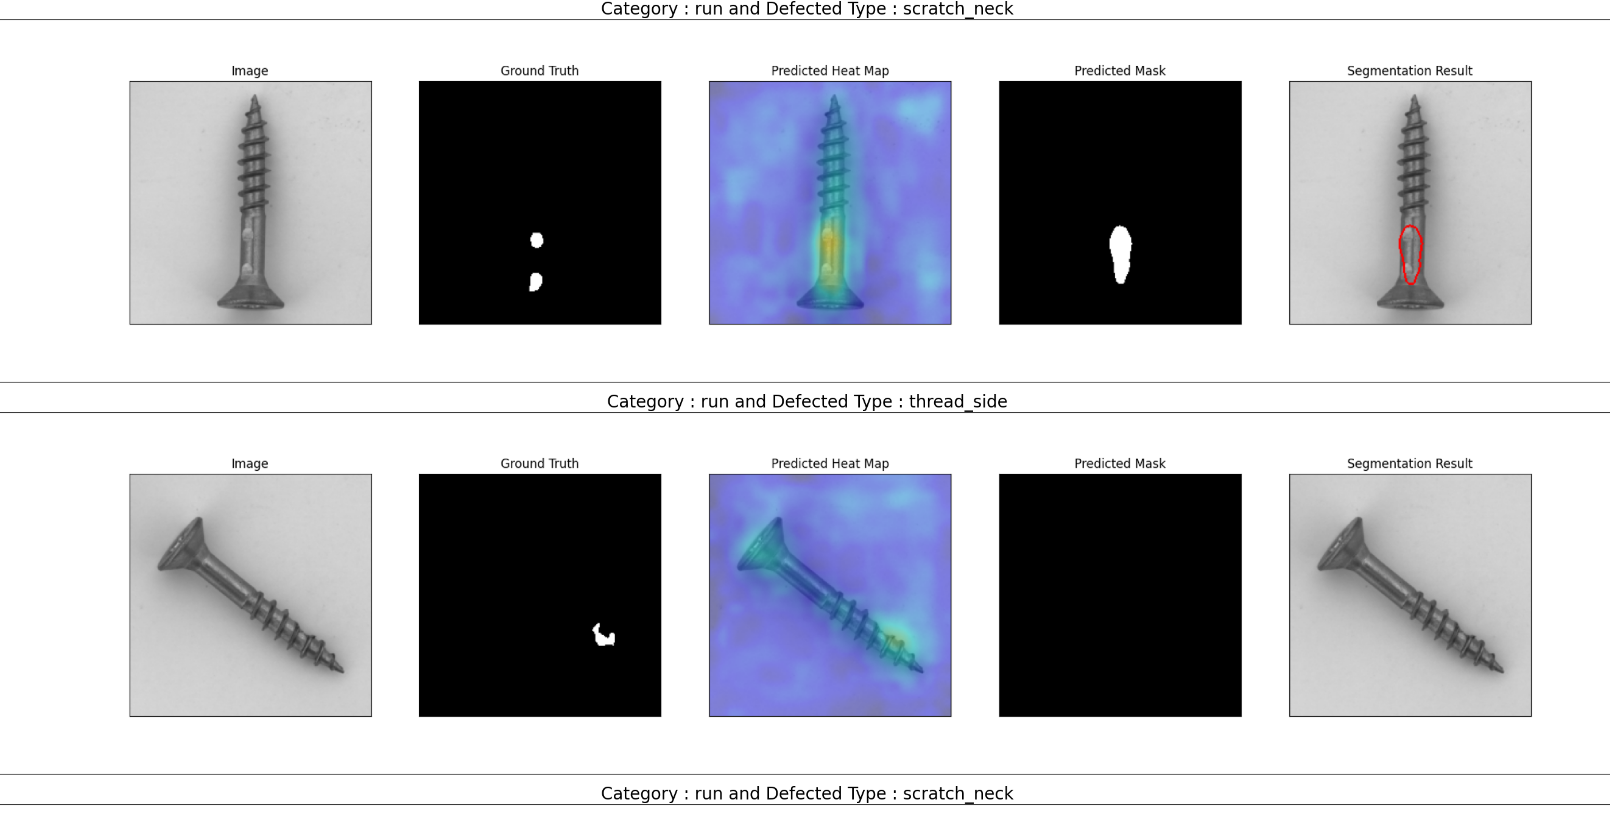 Category : run and Defected Type : scratch_neck
Image Ground Truth Predicted Heat Map Predicted Mask Segmentation Result
Category : run and Defected Type : thread_side
Image Ground Truth Predicted Heat Map Predicted Mask Segmentation Result
Category : run and Defected Type : scratch_neck